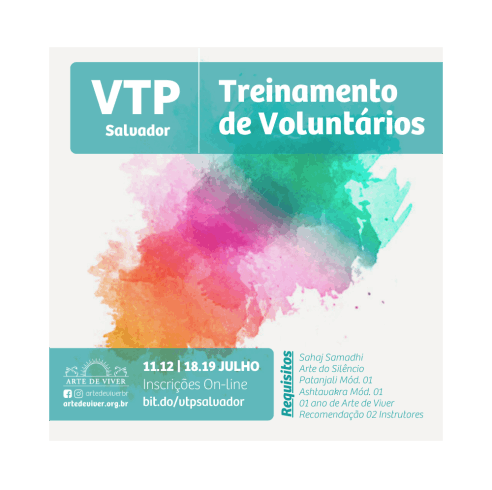 VTP
Salvador
Treinamento
de Voluntários
ARTE DE VIVER
artedeviverbr
artedeviver.org.br
11.12 | 18.19 JULHO
Inscrições On-line
bit.do/vtpsalvador
Requisitos
Sahaj Samadhi
Arte do Silêncio
Patanjali Mód. 01
Ashtavakra Mód. 01
01 ano de Arte de Viver
Recomendação 02 Instrutores